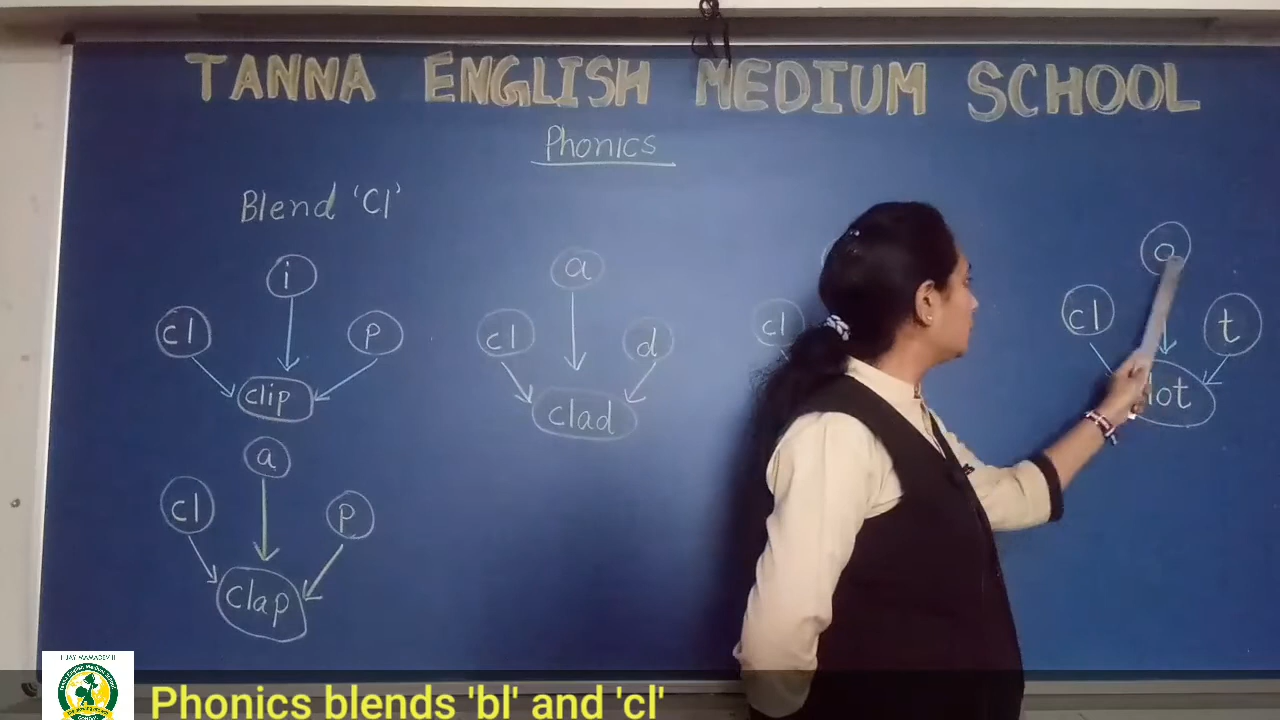 TANNA ENGLISH MEDIUM SCHOOL
Phonics
Blend 'Cl'
i
cl
p
clip
a
cl
d
clad
cl
o
cl
t
lot
a
cl
p
clap
Phonics blends 'bl' and 'cl'